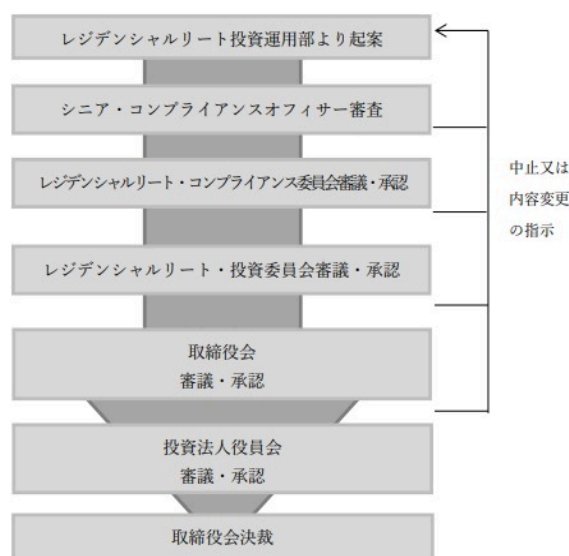 レジデンシャルリート投資運用部より起案
シニア・コンプライアンスオフィサー審査
レジデンシャルリート・コンプライアンス委員会審議・承認
レジデンシャルリート・投資委員会審議・承認
取締役会
審議・承認
投資法人役員会
審議・承認
取締役会決裁
中止又は
内容変更
の指示